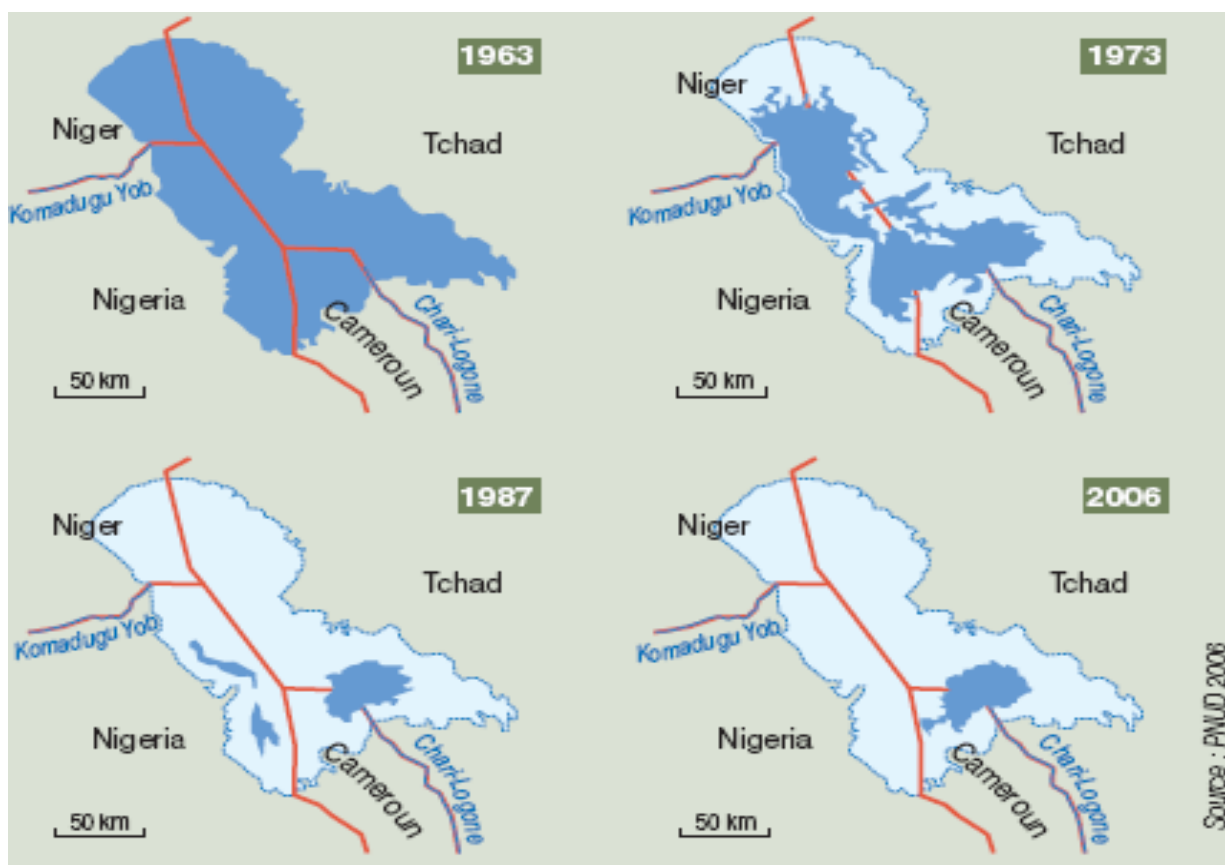 1963
Niger
Tchad
Komadugu Yob
Nigeria
Cameroun
Chari-Logone
50 km
1973
Niger
Tchad
Komadugu Yob
Nigeria
Cameroun
Chari-Logone
50 km
1987
Niger
Tchad
Komadugu Yob
Nigeria
Cameroun
Chari-Logone
50 km
2006
Niger
Tchad
Komadugu Yob
Nigeria
Cameroun
Chari-Logone
50 km
Source : PNUD 2006